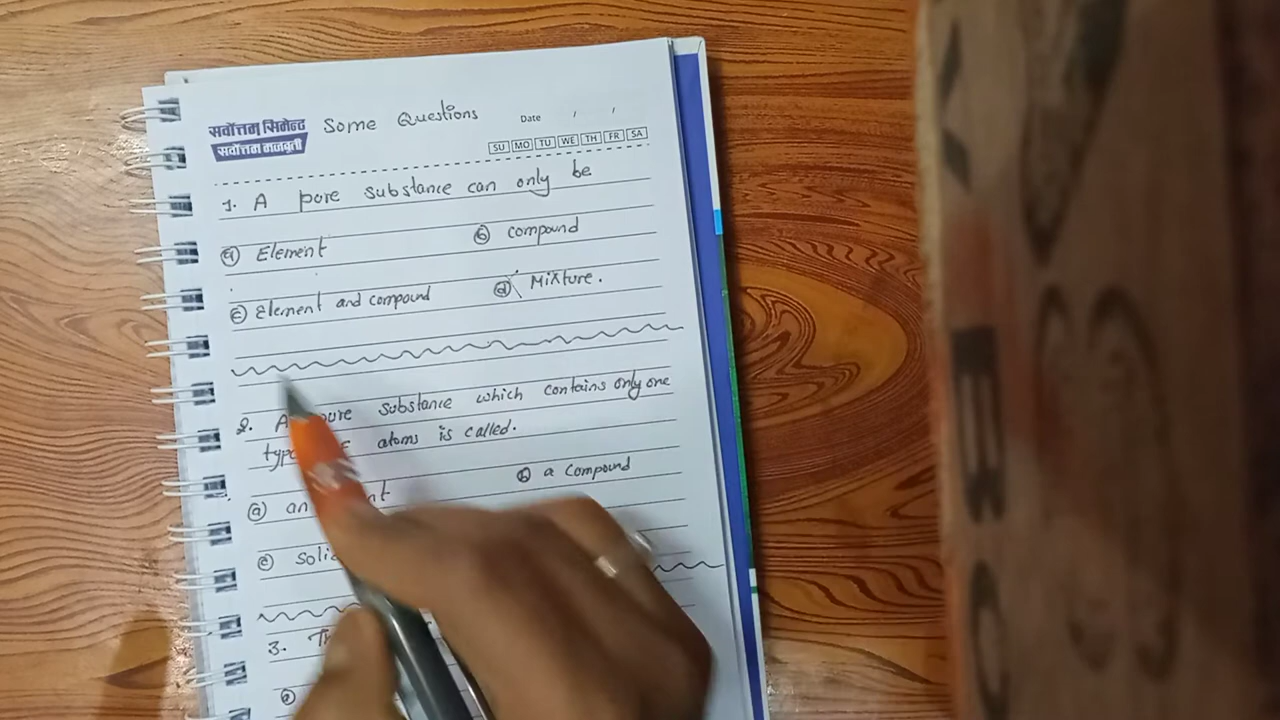 सर्वोत्तम सिमेन्ट
सर्वोत्तम मजबूती
Some Questions
Date / /
SU MO TU WE TH FR SA
1. A pore substance can only be
(a) Element (b) compound
(c) Element and compound (d) Mixture.
2. A pure substance which contains only one
atoms is called.
(a) an (b) a compound
(c)
3.